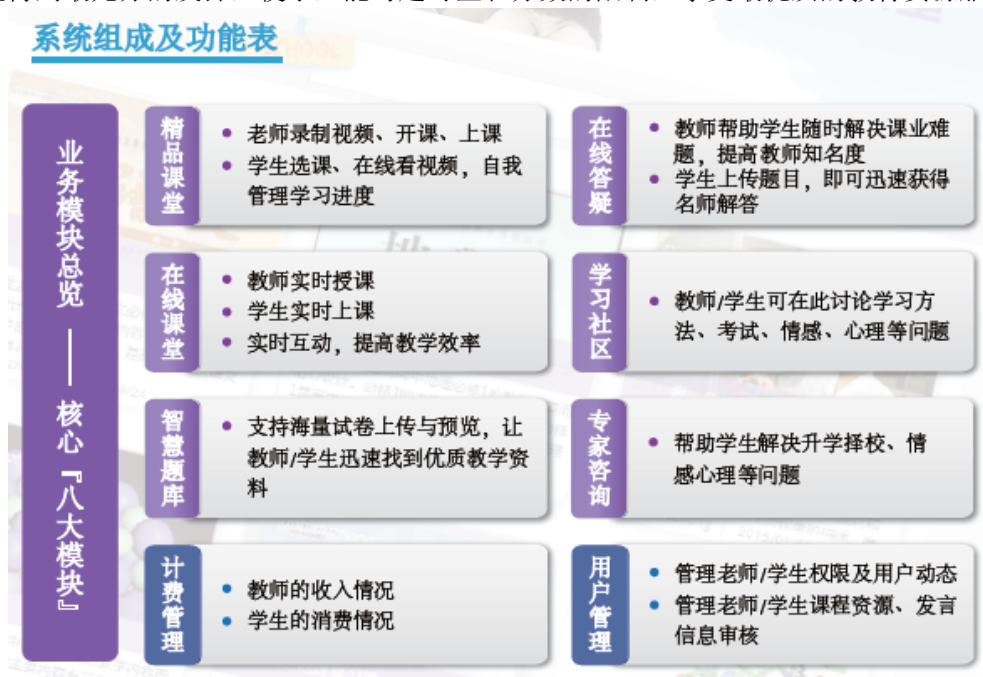 系统组成及功能表
业务模块总览 —— 核心『八大模块』
精品课堂
• 老师录制视频、开课、上课
• 学生选课、在线看视频，自我
管理学习进度
在线答疑
• 教师帮助学生随时解决课业难
题，提高教师知名度
• 学生上传题目，即可迅速获得
名师解答
在线课堂
• 教师实时授课
• 学生实时上课
• 实时互动，提高教学效率
学习社区
• 教师/学生可在此讨论学习方
法、考试、情感、心理等问题
智慧题库
• 支持海量试卷上传与预览，让
教师/学生迅速找到优质教学资
料
专家咨询
• 帮助学生解决升学择校、情
感心理等问题
计费管理
• 教师的收入情况
• 学生的消费情况
用户管理
• 管理老师/学生权限及用户动态
• 管理老师/学生课程资源、发言
信息审核